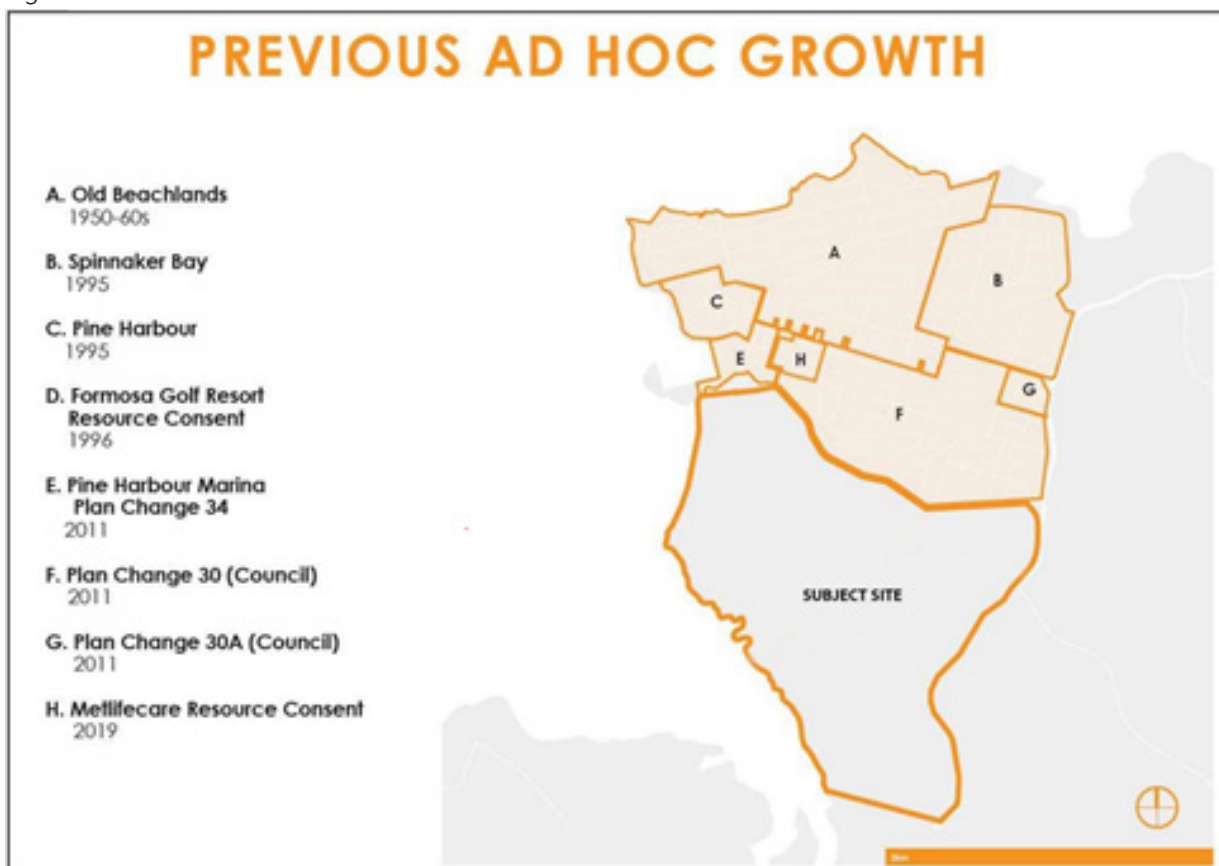 PREVIOUS AD HOC GROWTH
A. Old Beachlands
1950-60s
B. Spinnaker Bay
1995
C. Pine Harbour
1995
D. Formosa Golf Resort
Resource Consent
1996
E. Pine Harbour Marina
Plan Change 34
2011
F. Plan Change 30 (Council)
2011
G. Plan Change 30A (Council)
2011
H. Metlifecare Resource Consent
2019
A
B
C
E
H
G
F
SUBJECT SITE